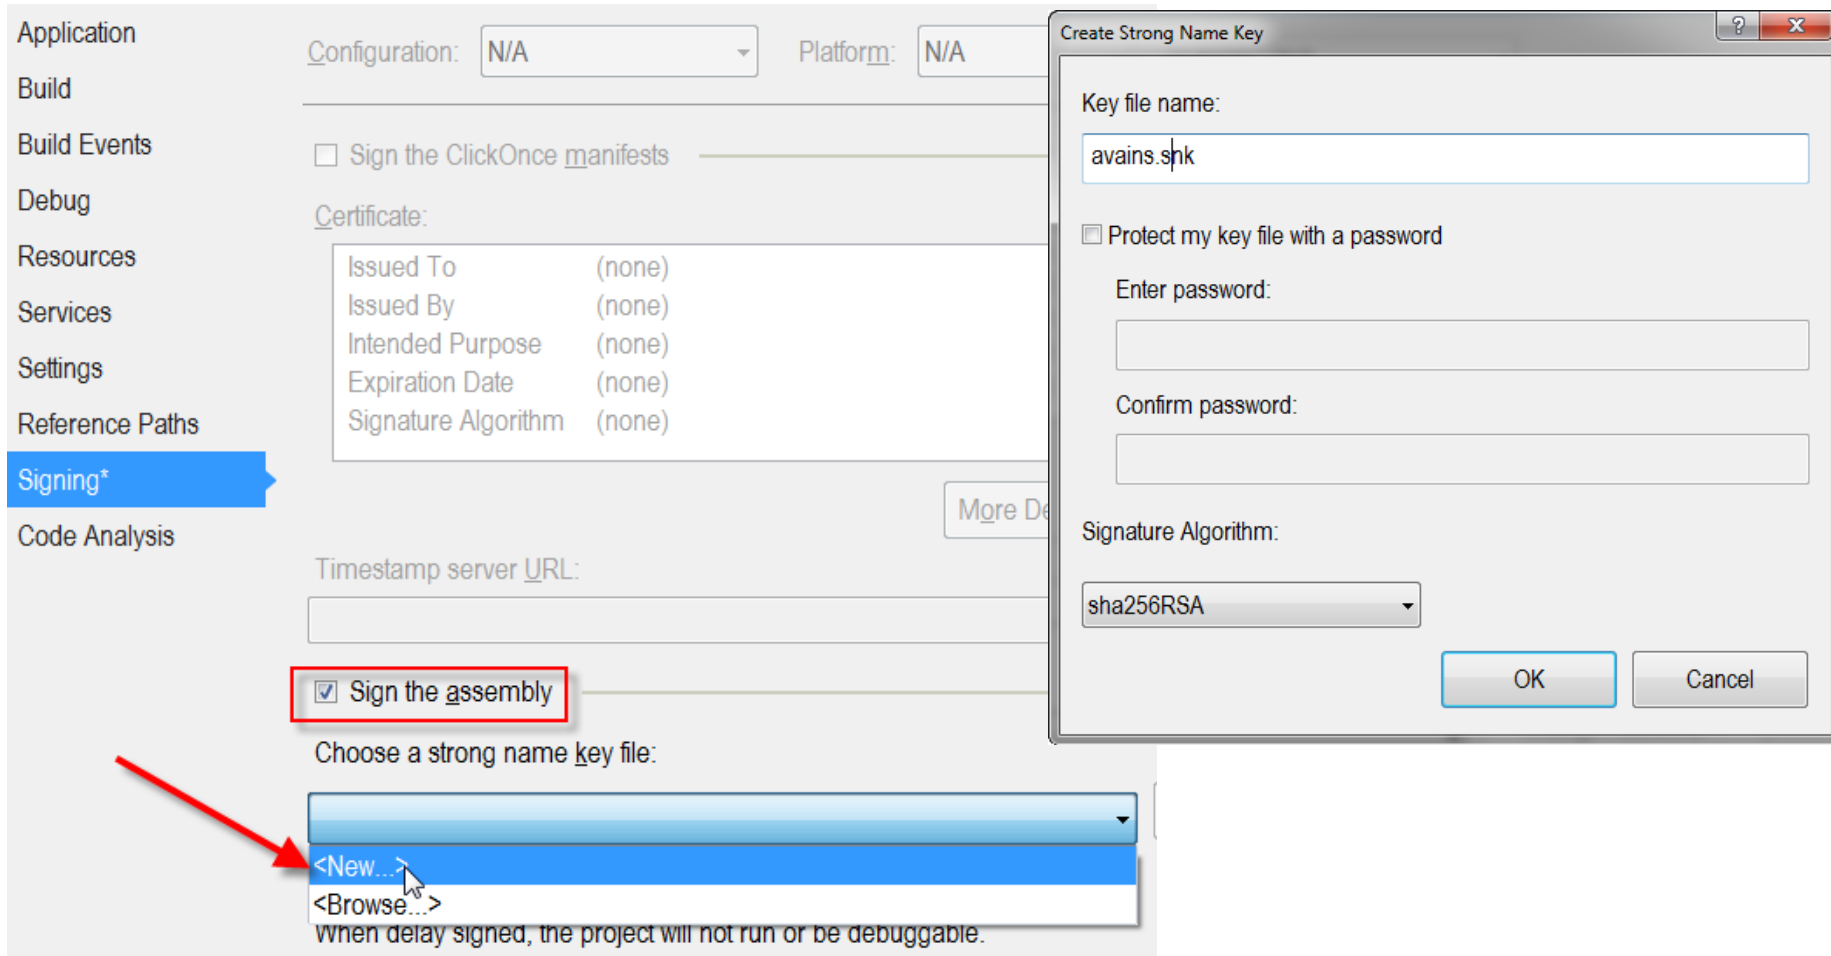 Application
Build
Build Events
Debug
Resources
Services
Settings
Reference Paths
Signing*
Code Analysis
Configuration: N/A Platform: N/A
Sign the ClickOnce manifests
Certificate:
Issued To (none)
Issued By (none)
Intended Purpose (none)
Expiration Date (none)
Signature Algorithm (none)
More De
Timestamp server URL:
Sign the assembly
Choose a strong name key file:
<New...>
<Browse...>
When delay signed, the project will not run or be debuggable.
Create Strong Name Key
Key file name:
avains.snk
Protect my key file with a password
Enter password:
Confirm password:
Signature Algorithm:
sha256RSA
OK Cancel